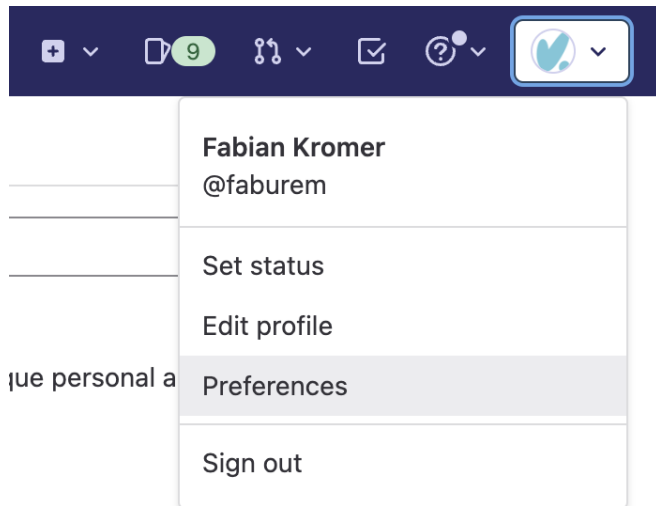 9
Fabian Kromer
@faburem
Set status
Edit profile
que personal a
Preferences
Sign out